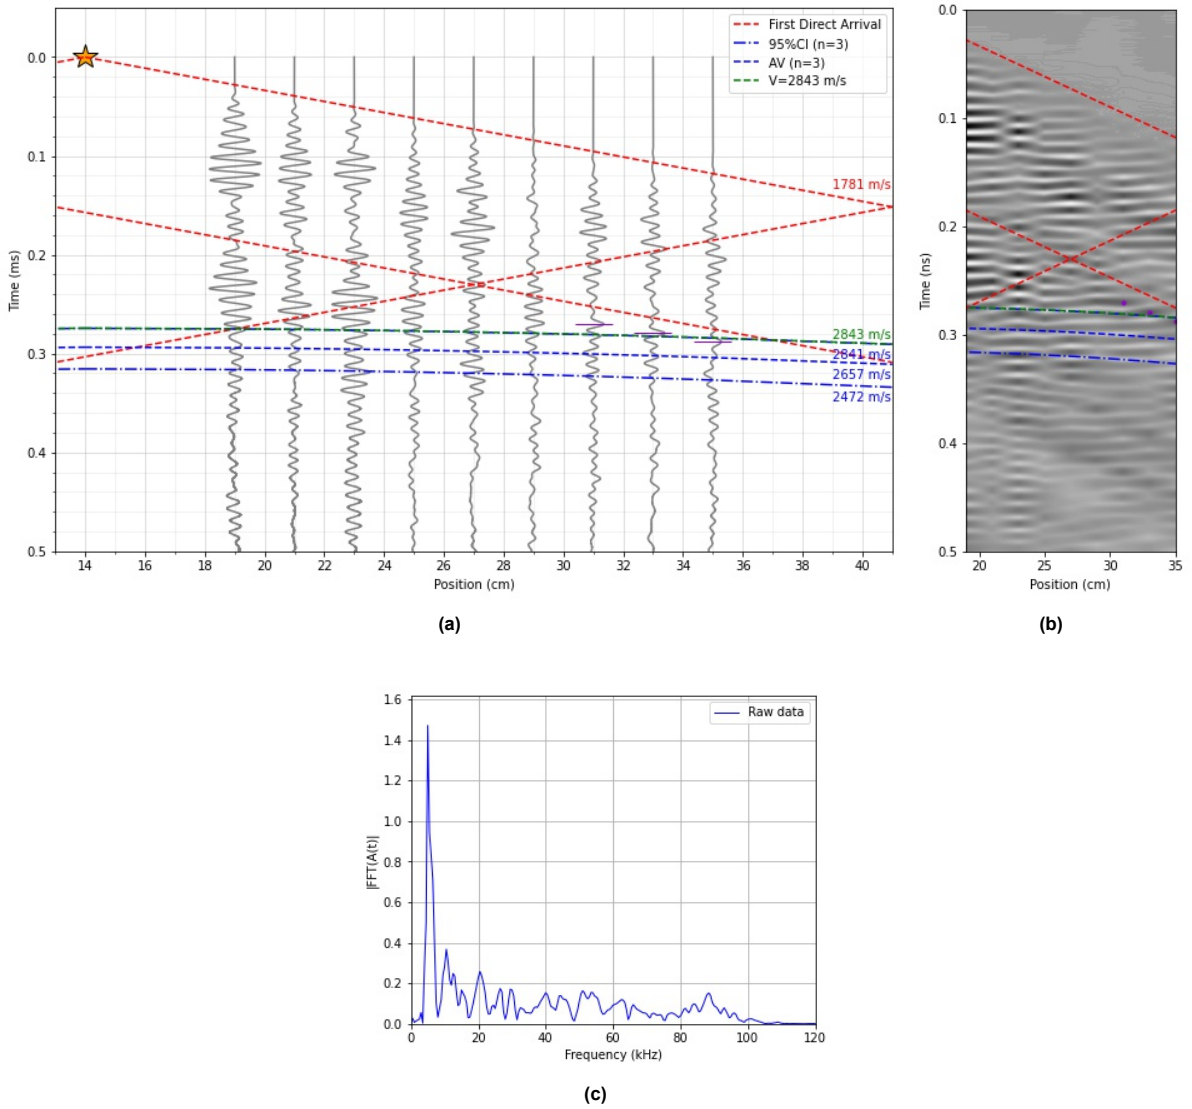 First Direct Arrival
95%CI (n=3)
AV (n=3)
V=2843 m/s
0.0
0.1
0.2
0.3
0.4
0.5
Time (ms)
1781 m/s
2843 m/s
2841 m/s
2657 m/s
2472 m/s
14 16 18 20 22 24 26 28 30 32 34 36 38 40
Position (cm)
(a)
0.0
0.1
0.2
0.3
0.4
0.5
Time (ns)
20 25 30 35
Position (cm)
(b)
Raw data
1.6
1.4
1.2
1.0
0.8
0.6
0.4
0.2
0.0
|FFT(A(t)|
0 20 40 60 80 100 120
Frequency (kHz)
(c)